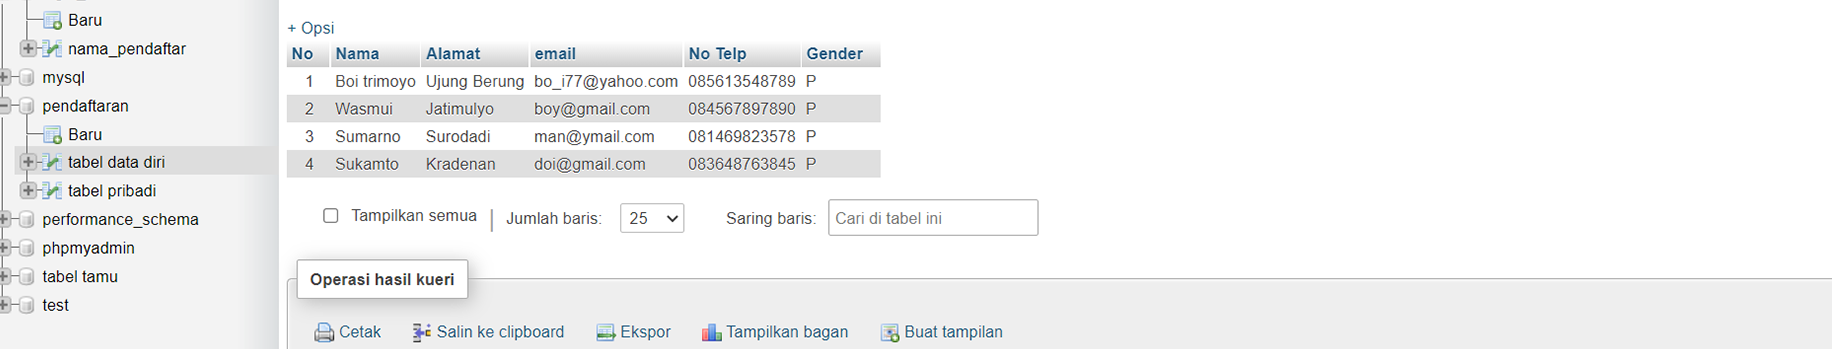 Baru
nama_pendaftar
mysql
pendaftaran
Baru
tabel data diri
tabel pribadi
performance_schema
phpmyadmin
tabel tamu
test
+ Opsi
No Nama Alamat email No Telp Gender
1 Boi trimoyo Ujung Berung bo_i77@yahoo.com 085613548789 P
2 Wasmui Jatimulyo boy@gmail.com 084567897890 P
3 Sumarno Surodadi man@ymail.com 081469823578 P
4 Sukamto Kradenan doi@gmail.com 083648763845 P
Tampilkan semua | Jumlah baris: 25 Saring baris: Cari di tabel ini
Operasi hasil kueri
Cetak Salin ke clipboard Ekspor Tampilkan bagan Buat tampilan